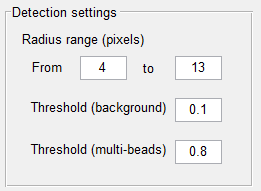 Detection settings
Radius range (pixels)
From 4 to 13
Threshold (background) 0.1
Threshold (multi-beads) 0.8